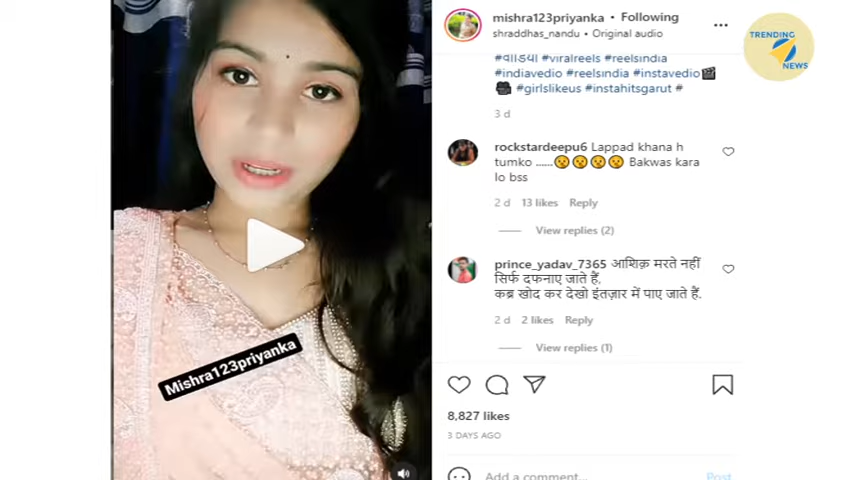 mishra123priyanka • Following
shraddhas_nandu • Original audio
#viralreels #reelsindia
#indiavedio #reelsindia #instavedio🎬
🎥 #girlslikeus #instahitsgarut #
3 d
rockstardeepu6 Lappad khana h
tumko ......😮😮😮😮 Bakwas kara
lo bss
2 d 13 likes Reply
View replies (2)
prince_yadav_7365 आशिक़ मरते नहीं
सिर्फ दफनाए जाते हैं,
कब्र खोद कर देखो इंतज़ार में पाए जाते हैं.
2 d 2 likes Reply
View replies (1)
8,827 likes
3 DAYS AGO
Add a comment...
Post
Mishra123priyanka
TRENDING
NEWS